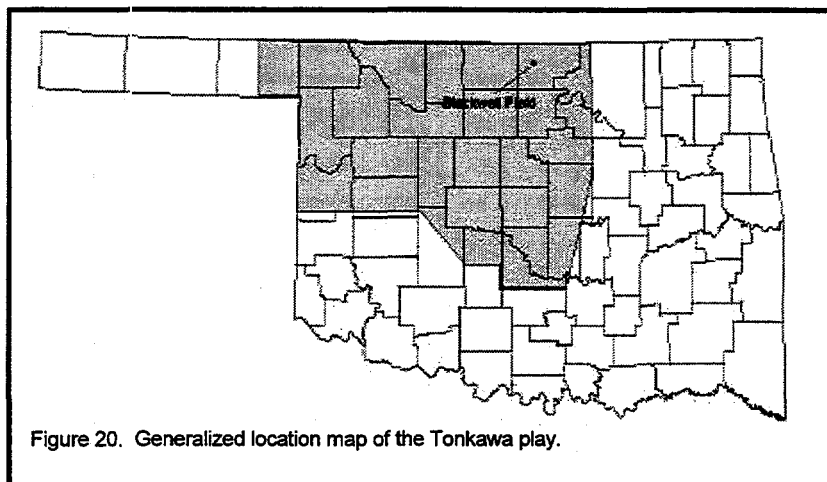 Blackwell Field
Figure 20. Generalized location map of the Tonkawa play.